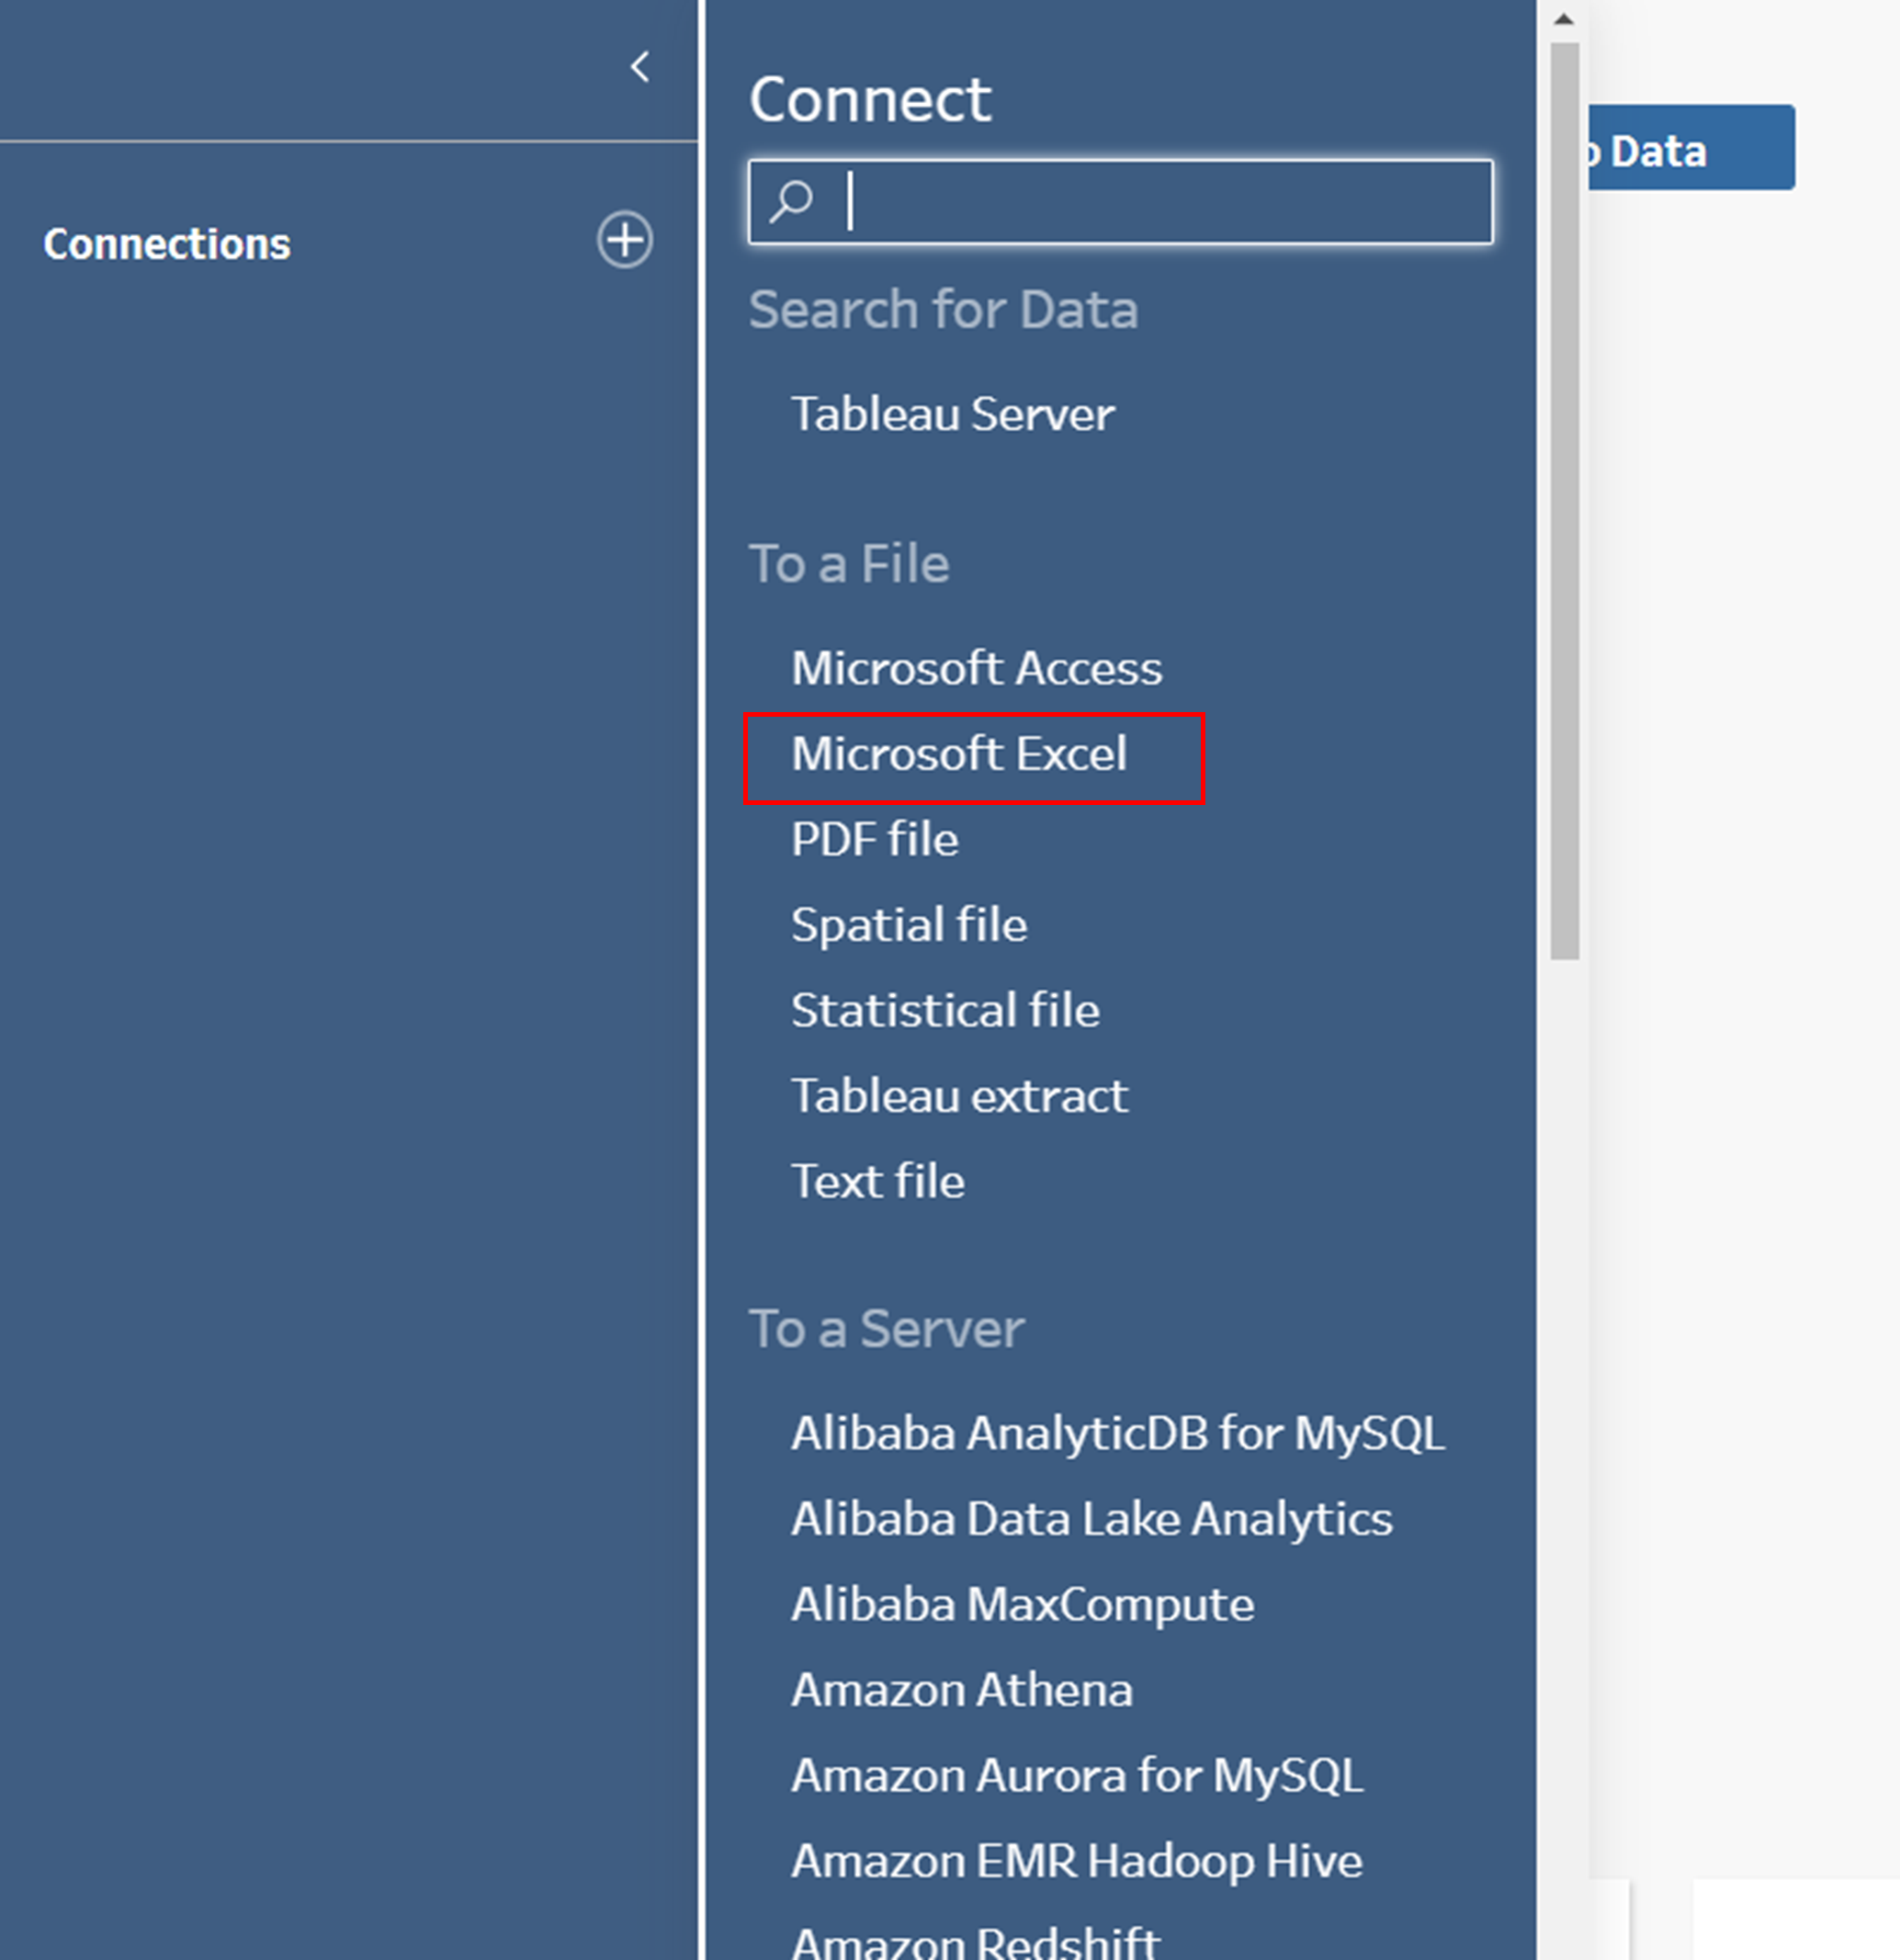 Connect
o Data
Connections
Search for Data
Tableau Server
To a File
Microsoft Access
Microsoft Excel
PDF file
Spatial file
Statistical file
Tableau extract
Text file
To a Server
Alibaba AnalyticDB for MySQL
Alibaba Data Lake Analytics
Alibaba MaxCompute
Amazon Athena
Amazon Aurora for MySQL
Amazon EMR Hadoop Hive
Amazon Redshift